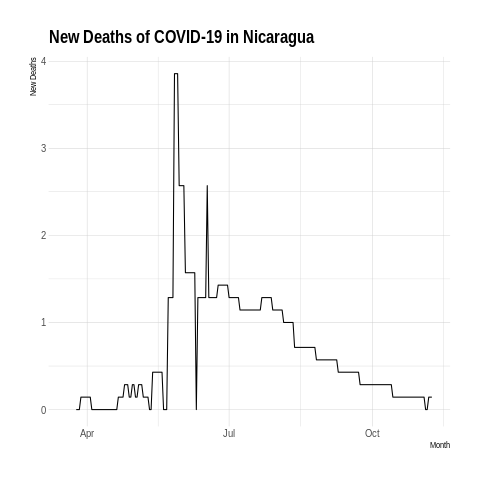 New Deaths of COVID-19 in Nicaragua
New Deaths
4
3
2
1
0
Apr
Jul
Oct
Month